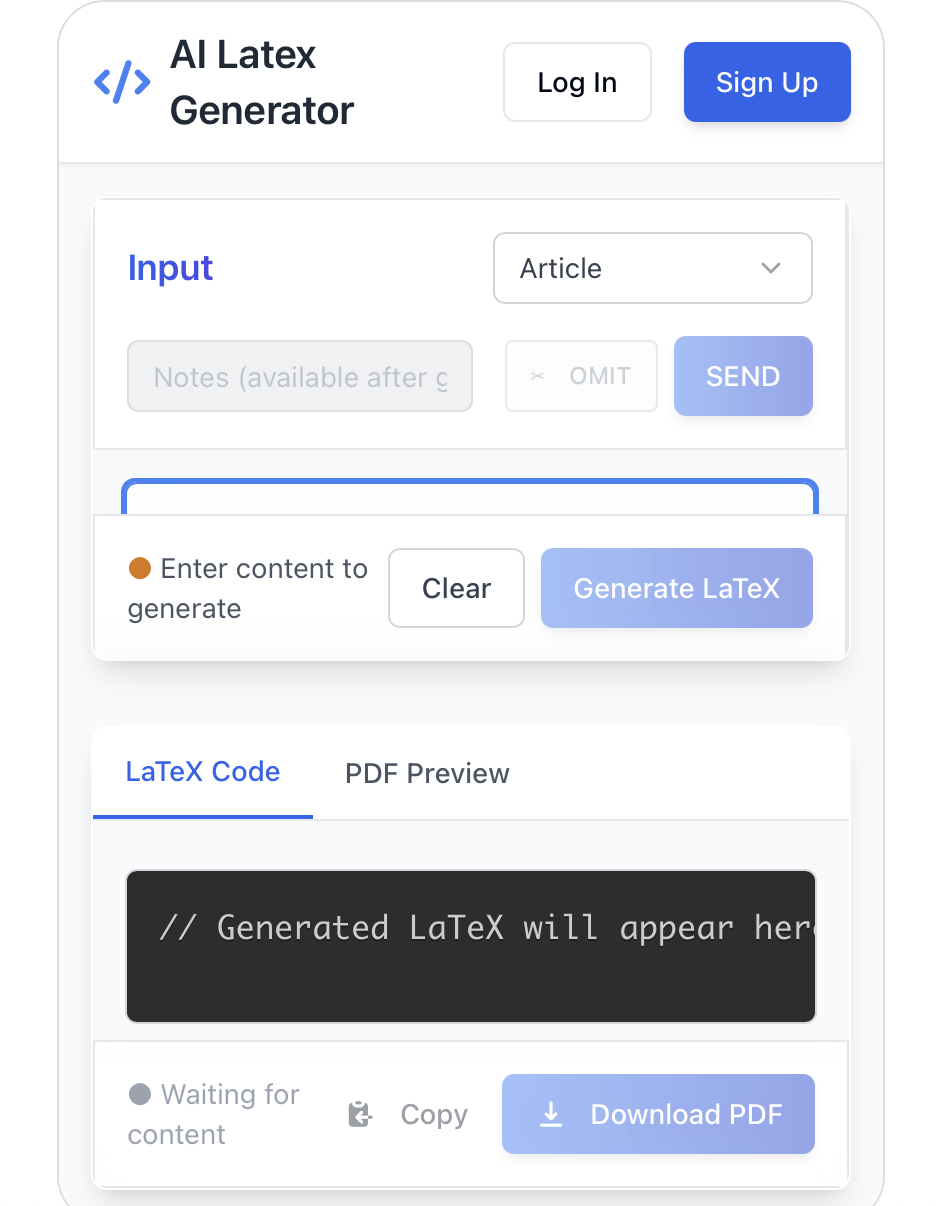 AI Latex
Generator
Log In
Sign Up
Input
Article
Notes (available after g
✂ OMIT
SEND
Enter content to
generate
Clear
Generate LaTeX
LaTeX Code
PDF Preview
// Generated LaTeX will appear here
Waiting for
content
Copy
Download PDF